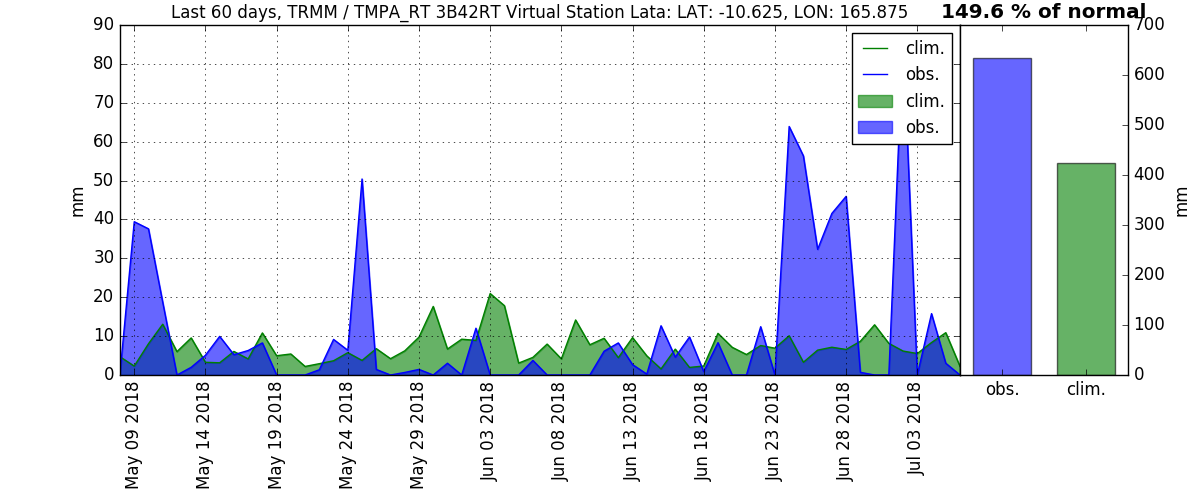 Last 60 days, TRMM / TMPA_RT 3B42RT Virtual Station Lata: LAT: -10.625, LON: 165.875
149.6 % of normal
90
80
70
60
50
40
30
20
10
0
mm
clim.
obs.
clim.
obs.
May 09 2018
May 14 2018
May 19 2018
May 24 2018
May 29 2018
Jun 03 2018
Jun 08 2018
Jun 13 2018
Jun 18 2018
Jun 23 2018
Jun 28 2018
Jul 03 2018
700
600
500
400
300
200
100
0
mm
obs.
clim.